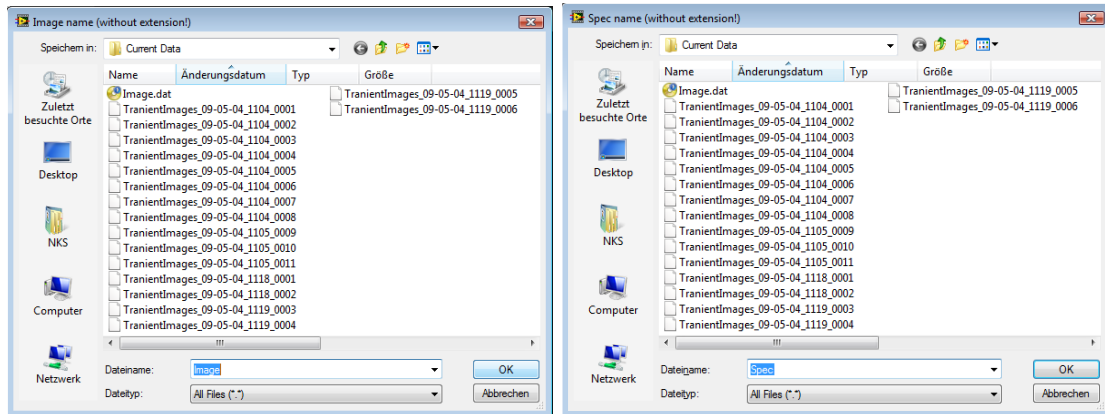 Image name (without extension!)
Speichern in:
Current Data
Name Änderungsdatum Typ Größe
Image.dat
TranientImages_09-05-04_1104_0001
TranientImages_09-05-04_1104_0002
TranientImages_09-05-04_1104_0003
TranientImages_09-05-04_1104_0004
TranientImages_09-05-04_1104_0005
TranientImages_09-05-04_1104_0006
TranientImages_09-05-04_1104_0007
TranientImages_09-05-04_1104_0008
TranientImages_09-05-04_1105_0009
TranientImages_09-05-04_1105_0010
TranientImages_09-05-04_1105_0011
TranientImages_09-05-04_1118_0001
TranientImages_09-05-04_1118_0002
TranientImages_09-05-04_1119_0003
TranientImages_09-05-04_1119_0004
TranientImages_09-05-04_1119_0005
TranientImages_09-05-04_1119_0006
Zuletzt
besuchte Orte
Desktop
NKS
Computer
Netzwerk
Dateiname:
Image
OK
Dateityp:
All Files (*.*)
Abbrechen
Spec name (without extension!)
Speichern in:
Current Data
Name Änderungsdatum Typ Größe
Image.dat
TranientImages_09-05-04_1104_0001
TranientImages_09-05-04_1104_0002
TranientImages_09-05-04_1104_0003
TranientImages_09-05-04_1104_0004
TranientImages_09-05-04_1104_0005
TranientImages_09-05-04_1104_0006
TranientImages_09-05-04_1104_0007
TranientImages_09-05-04_1104_0008
TranientImages_09-05-04_1105_0009
TranientImages_09-05-04_1105_0010
TranientImages_09-05-04_1105_0011
TranientImages_09-05-04_1118_0001
TranientImages_09-05-04_1118_0002
TranientImages_09-05-04_1119_0003
TranientImages_09-05-04_1119_0004
TranientImages_09-05-04_1119_0005
TranientImages_09-05-04_1119_0006
Zuletzt
besuchte Orte
Desktop
NKS
Computer
Netzwerk
Dateiname:
Spec
OK
Dateityp:
All Files (*.*)
Abbrechen